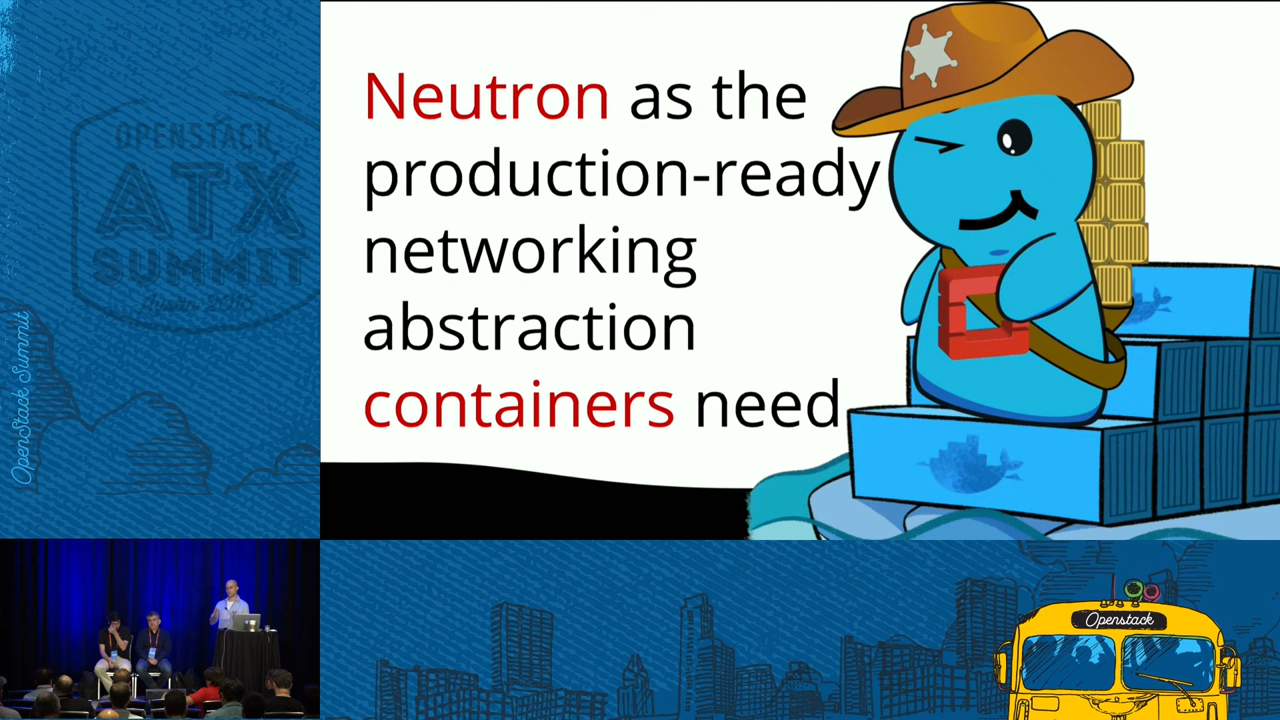 Neutron as the
production-ready
networking
abstraction
containers need
OPENSTACK
ATX
SUMMIT
Austin 2016
OpenStack Summit
Openstack